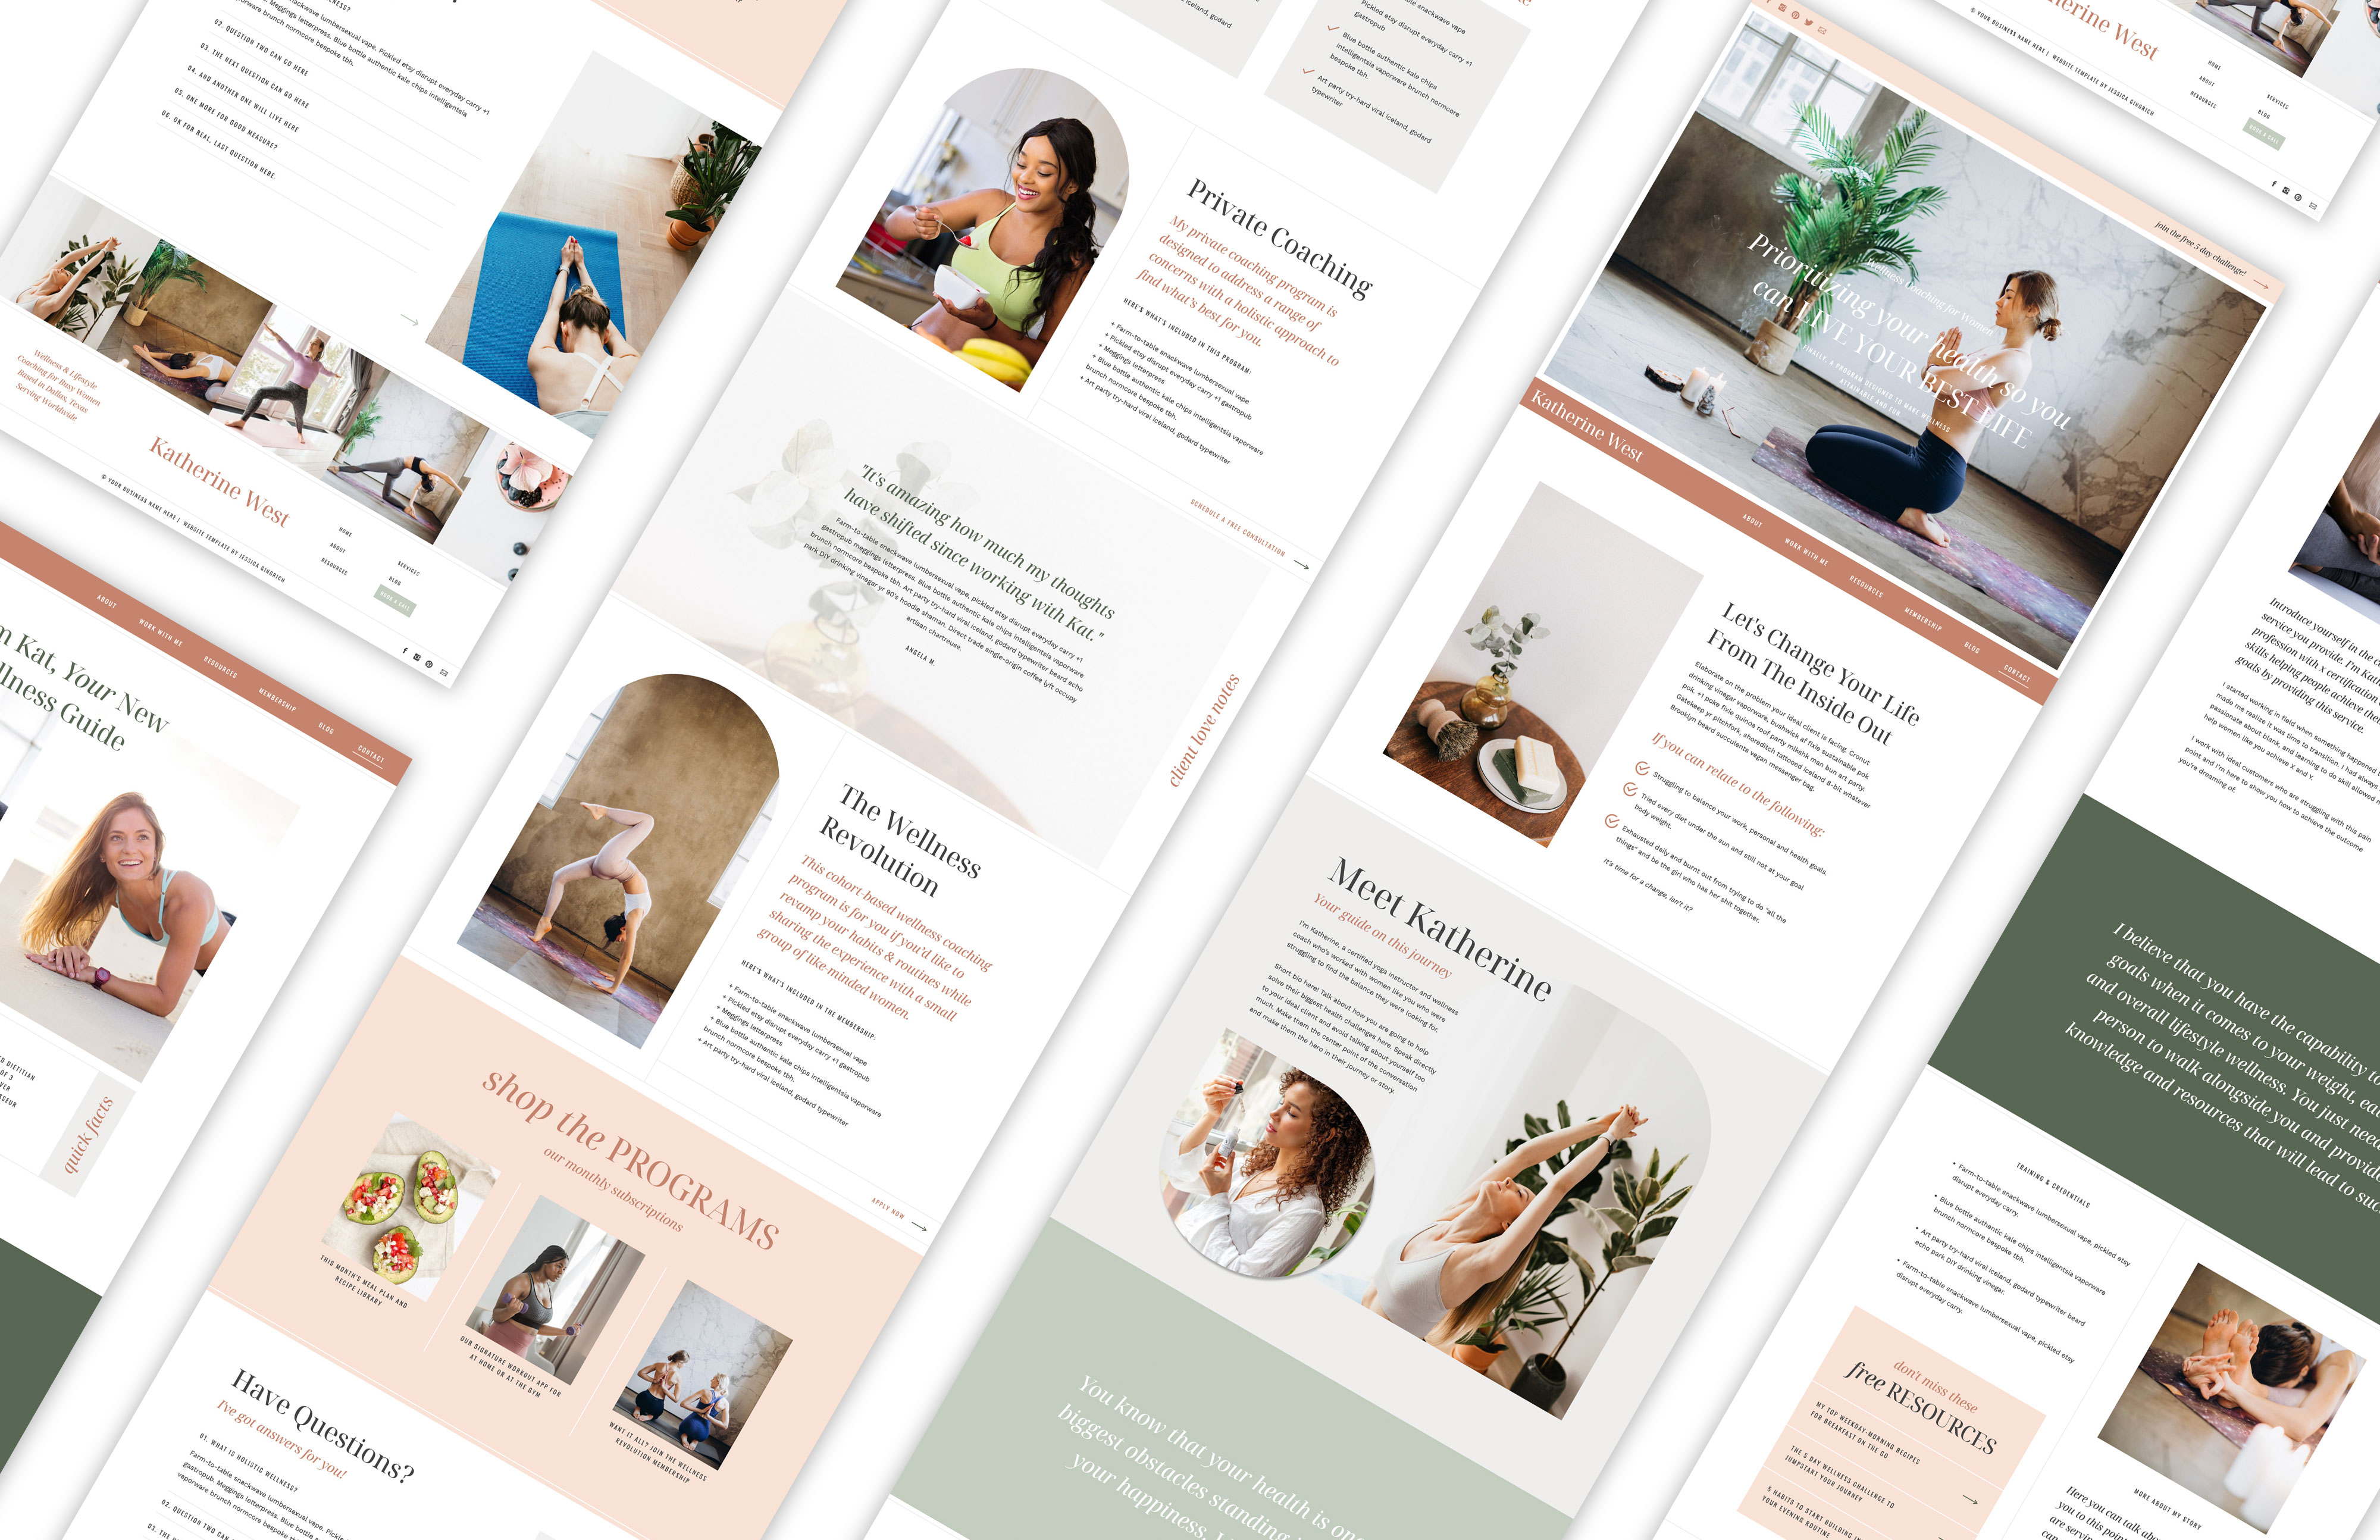 NESS?
snackwave lumbersexual vape. Pickled etsy disrupt everyday carry +1
Meggings letterpress. Blue bottle authentic kale chips intelligentsia
vaporware brunch normcore bespoke tbh.
02. QUESTION TWO CAN GO HERE
03. THE NEXT QUESTION CAN GO HERE
04. AND ANOTHER ONE WILL LIVE HERE
05. ONE MORE FOR GOOD MEASURE?
06. OK FOR REAL, LAST QUESTION HERE.
Wellness & Lifestyle
Coaching for Busy Women
Based in Dallas, Texas
Serving Worldwide
Katherine West
© YOUR BUSINESS NAME HERE | WEBSITE TEMPLATE BY JESSICA GINGRICH
HOME
ABOUT
RESOURCES
SERVICES
BLOG
BOOK A CALL
ABOUT
WORK WITH ME
RESOURCES
MEMBERSHIP
BLOG
CONTACT
m Kat, Your New
llness Guide
D DIETITIAN
OF 3
VER
SSEUR
quick facts
iceland, godard
snackwave vape
Pickled etsy disrupt everyday carry +1
gastropub
Blue bottle authentic kale chips
intelligentsia vaporware brunch normcore
bespoke tbh.
Art party try-hard viral iceland, godard
typewriter
Private Coaching
My private coaching program is
designed to address a range of
concerns with a holistic approach to
find what's best for you.
HERE'S WHAT'S INCLUDED IN THIS PROGRAM:
+ Farm-to-table snackwave lumbersexual vape
+ Pickled etsy disrupt everyday carry +1 gastropub
+ Meggings letterpress
+ Blue bottle authentic kale chips intelligentsia vaporware
brunch normcore bespoke tbh.
+ Art party try-hard viral iceland, godard typewriter
SCHEDULE A FREE CONSULTATION
"It's amazing how much my thoughts
have shifted since working with Kat."
Farm-to-table snackwave lumbersexual vape, pickled etsy disrupt everyday carry +1
gastropub meggings letterpress. Blue bottle authentic kale chips intelligentsia vaporware
brunch normcore bespoke tbh. Art party try-hard viral iceland, godard typewriter beard echo
park DIY drinking vinegar yr 90's hoodie shaman. Direct trade single-origin coffee lyft occupy
artisan chartreuse.
ANGELA M.
client love notes
The Wellness
Revolution
This cohort-based wellness coaching
program is for you if you'd like to
revamp your habits & routines while
sharing the experience with a small
group of like-minded women.
HERE'S WHAT'S INCLUDED IN THE MEMBERSHIP:
+ Farm-to-table snackwave lumbersexual vape
+ Pickled etsy disrupt everyday carry +1 gastropub
+ Meggings letterpress
+ Blue bottle authentic kale chips intelligentsia vaporware
brunch normcore bespoke tbh.
+ Art party try-hard viral iceland, godard typewriter
APPLY NOW
shop the PROGRAMS
our monthly subscriptions
THIS MONTH'S MEAL PLAN AND
RECIPE LIBRARY
OUR SIGNATURE WORKOUT APP FOR
AT HOME OR AT THE GYM
WANT IT ALL? JOIN THE WELLNESS
REVOLUTION MEMBERSHIP
Have Questions?
I've got answers for you!
01. WHAT IS HOLISTIC WELLNESS?
Farm-to-table snackwave lumbersexual vape. Pickl
gastropub. Meggings letterpress. Blue bottle authent
vaporware brunch normcore bespoke tbh
02. QUESTION TWO CAN
03. THE N
join the free 5 day challenge!
Wellness Coaching for Women
Prioritizing your health so you
can LIVE YOUR BEST LIFE
FINALLY A PROGRAM DESIGNED TO MAKE WELLNESS
ATTAINABLE AND FUN.
Katherine West
ABOUT
WORK WITH ME
RESOURCES
MEMBERSHIP
BLOG
CONTACT
Let's Change Your Life
From The Inside Out
Elaborate on the problem your ideal client is facing. Cronut
drinking vinegar vaporware, bushwick af fixie sustainable pok
pok. +1 poke fixie quinoa roof party mlkshk man bun art party.
Gatekeep yr pitchfork, shoreditch tattooed iceland 8-bit whatever
Brooklyn beard succulents vegan messenger bag.
If you can relate to the following:
Struggling to balance your work, personal and health goals.
Tried every diet under the sun and still not at your goal
body weight.
Exhausted daily and burnt out from trying to do "all the
things" and be the girl who has her shit together.
It's time for a change, isn't it?
Meet Katherine
Your guide on this journey
I'm Katherine, a certified yoga instructor and wellness
coach who's worked with women like you who were
struggling to find the balance they were looking for.
Short bio here! Talk about how you are going to help
solve their biggest health challenges here. Speak directly
to your ideal client and avoid talking about yourself too
much. Make them the center point of the conversation
and make them the hero in their journey or story.
You know that your health is one
biggest obstacles standing i
your happiness.
therine West
© YOUR BUSINESS NAME HERE | WEBSITE TEMPLATE BY JESSICA GINGRICH
HOME
ABOUT
RESOURCES
SERVICES
BLOG
BOOK A CALL
Introduce yourself in the
service you provide. I'm Kath
profession with x certification
skills helping people achieve thei
goals by providing this service.
I started working in field when something happened
made me realize it was time to transition. I had always
passionate about blank, and learning to do skill allowed
help women like you achieve X and Y.
I work with ideal customers who are struggling with this pain
point and I'm here to show you how to achieve the outcome
you're dreaming of.
I believe that you have the capability to
goals when it comes to your weight, ea
and overall lifestyle wellness. You just need
person to walk alongside you and provid
knowledge and resources that will lead to suc
TRAINING & CREDENTIALS
• Farm-to-table snackwave lumbersexual vape, pickled etsy
disrupt everyday carry.
• Blue bottle authentic kale chips intelligentsia vaporware
brunch normcore bespoke tbh.
• Art party try-hard viral iceland, godard typewriter beard
echo park DIY drinking vinegar.
• Farm-to-table snackwave lumbersexual vape, pickled etsy
disrupt everyday carry.
don't miss these
free RESOURCES
MY TOP WEEKDAY-MORNING RECIPES
FOR BREAKFAST ON THE GO
THE 5 DAY WELLNESS CHALLENGE TO
JUMPSTART YOUR JOURNEY
5 HABITS TO START BUILDING IN
YOUR EVENING ROUTINE
MORE ABOUT MY STORY
Here you can talk abo
you to this point
are servin